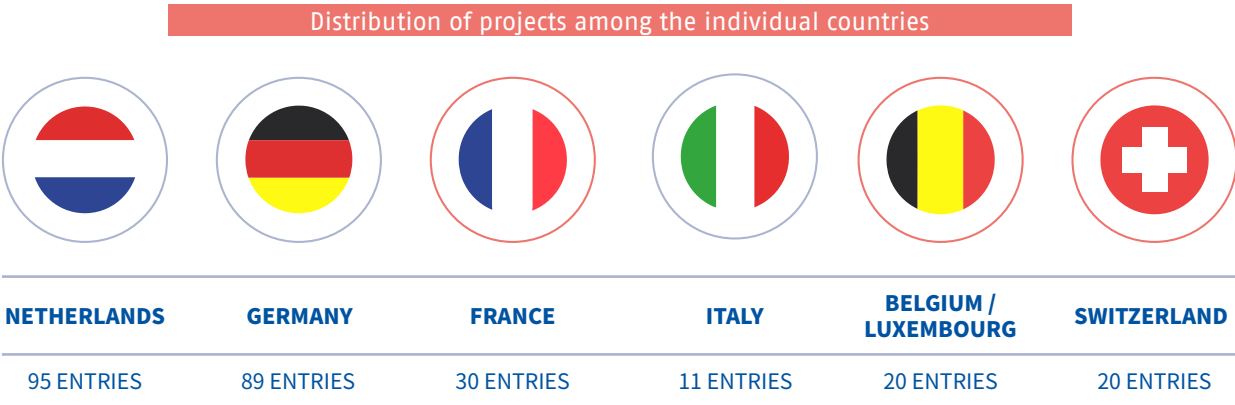 Distribution of projects among the individual countries
NETHERLANDS
GERMANY
FRANCE
ITALY
BELGIUM /
LUXEMBOURG
SWITZERLAND
95 ENTRIES
89 ENTRIES
30 ENTRIES
11 ENTRIES
20 ENTRIES
20 ENTRIES